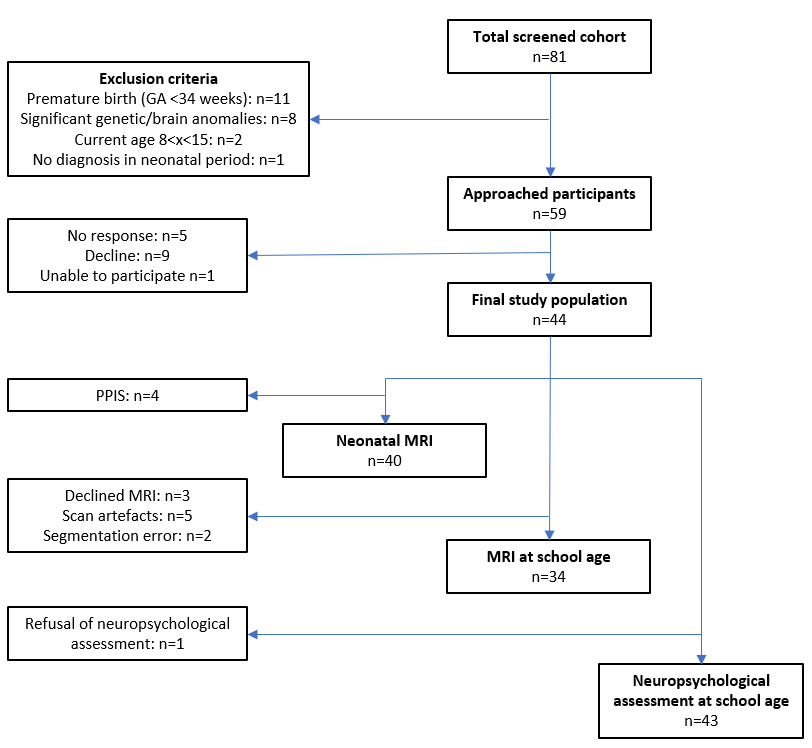 Total screened cohort
n=81
Exclusion criteria
Premature birth (GA <34 weeks): n=11
Significant genetic/brain anomalies: n=8
Current age 8<x<15: n=2
No diagnosis in neonatal period: n=1
Approached participants
n=59
No response: n=5
Decline: n=9
Unable to participate n=1
Final study population
n=44
PPIS: n=4
Neonatal MRI
n=40
Declined MRI: n=3
Scan artefacts: n=5
Segmentation error: n=2
MRI at school age
n=34
Refusal of neuropsychological
assessment: n=1
Neuropsychological
assessment at school age
n=43